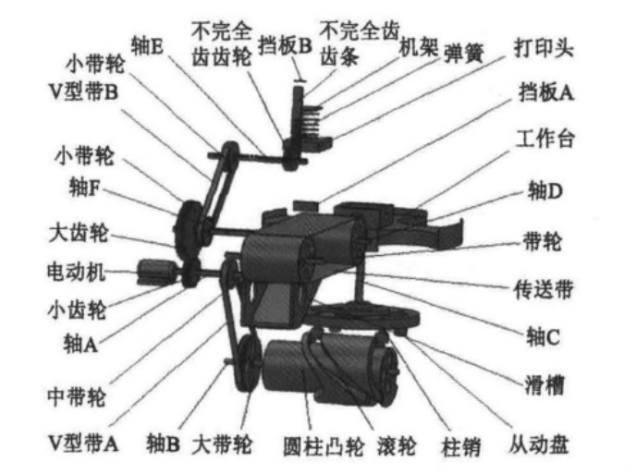 不完全
齿齿轮
挡板B
不完全齿
齿条
机架
弹簧
打印头
轴E
小带轮
V型带B
挡板A
工作台
小带轮
轴F
轴D
大齿轮
带轮
电动机
传送带
小齿轮
轴C
轴A
滑槽
中带轮
V型带A
轴B
大带轮
圆柱凸轮
滚轮
柱销
从动盘